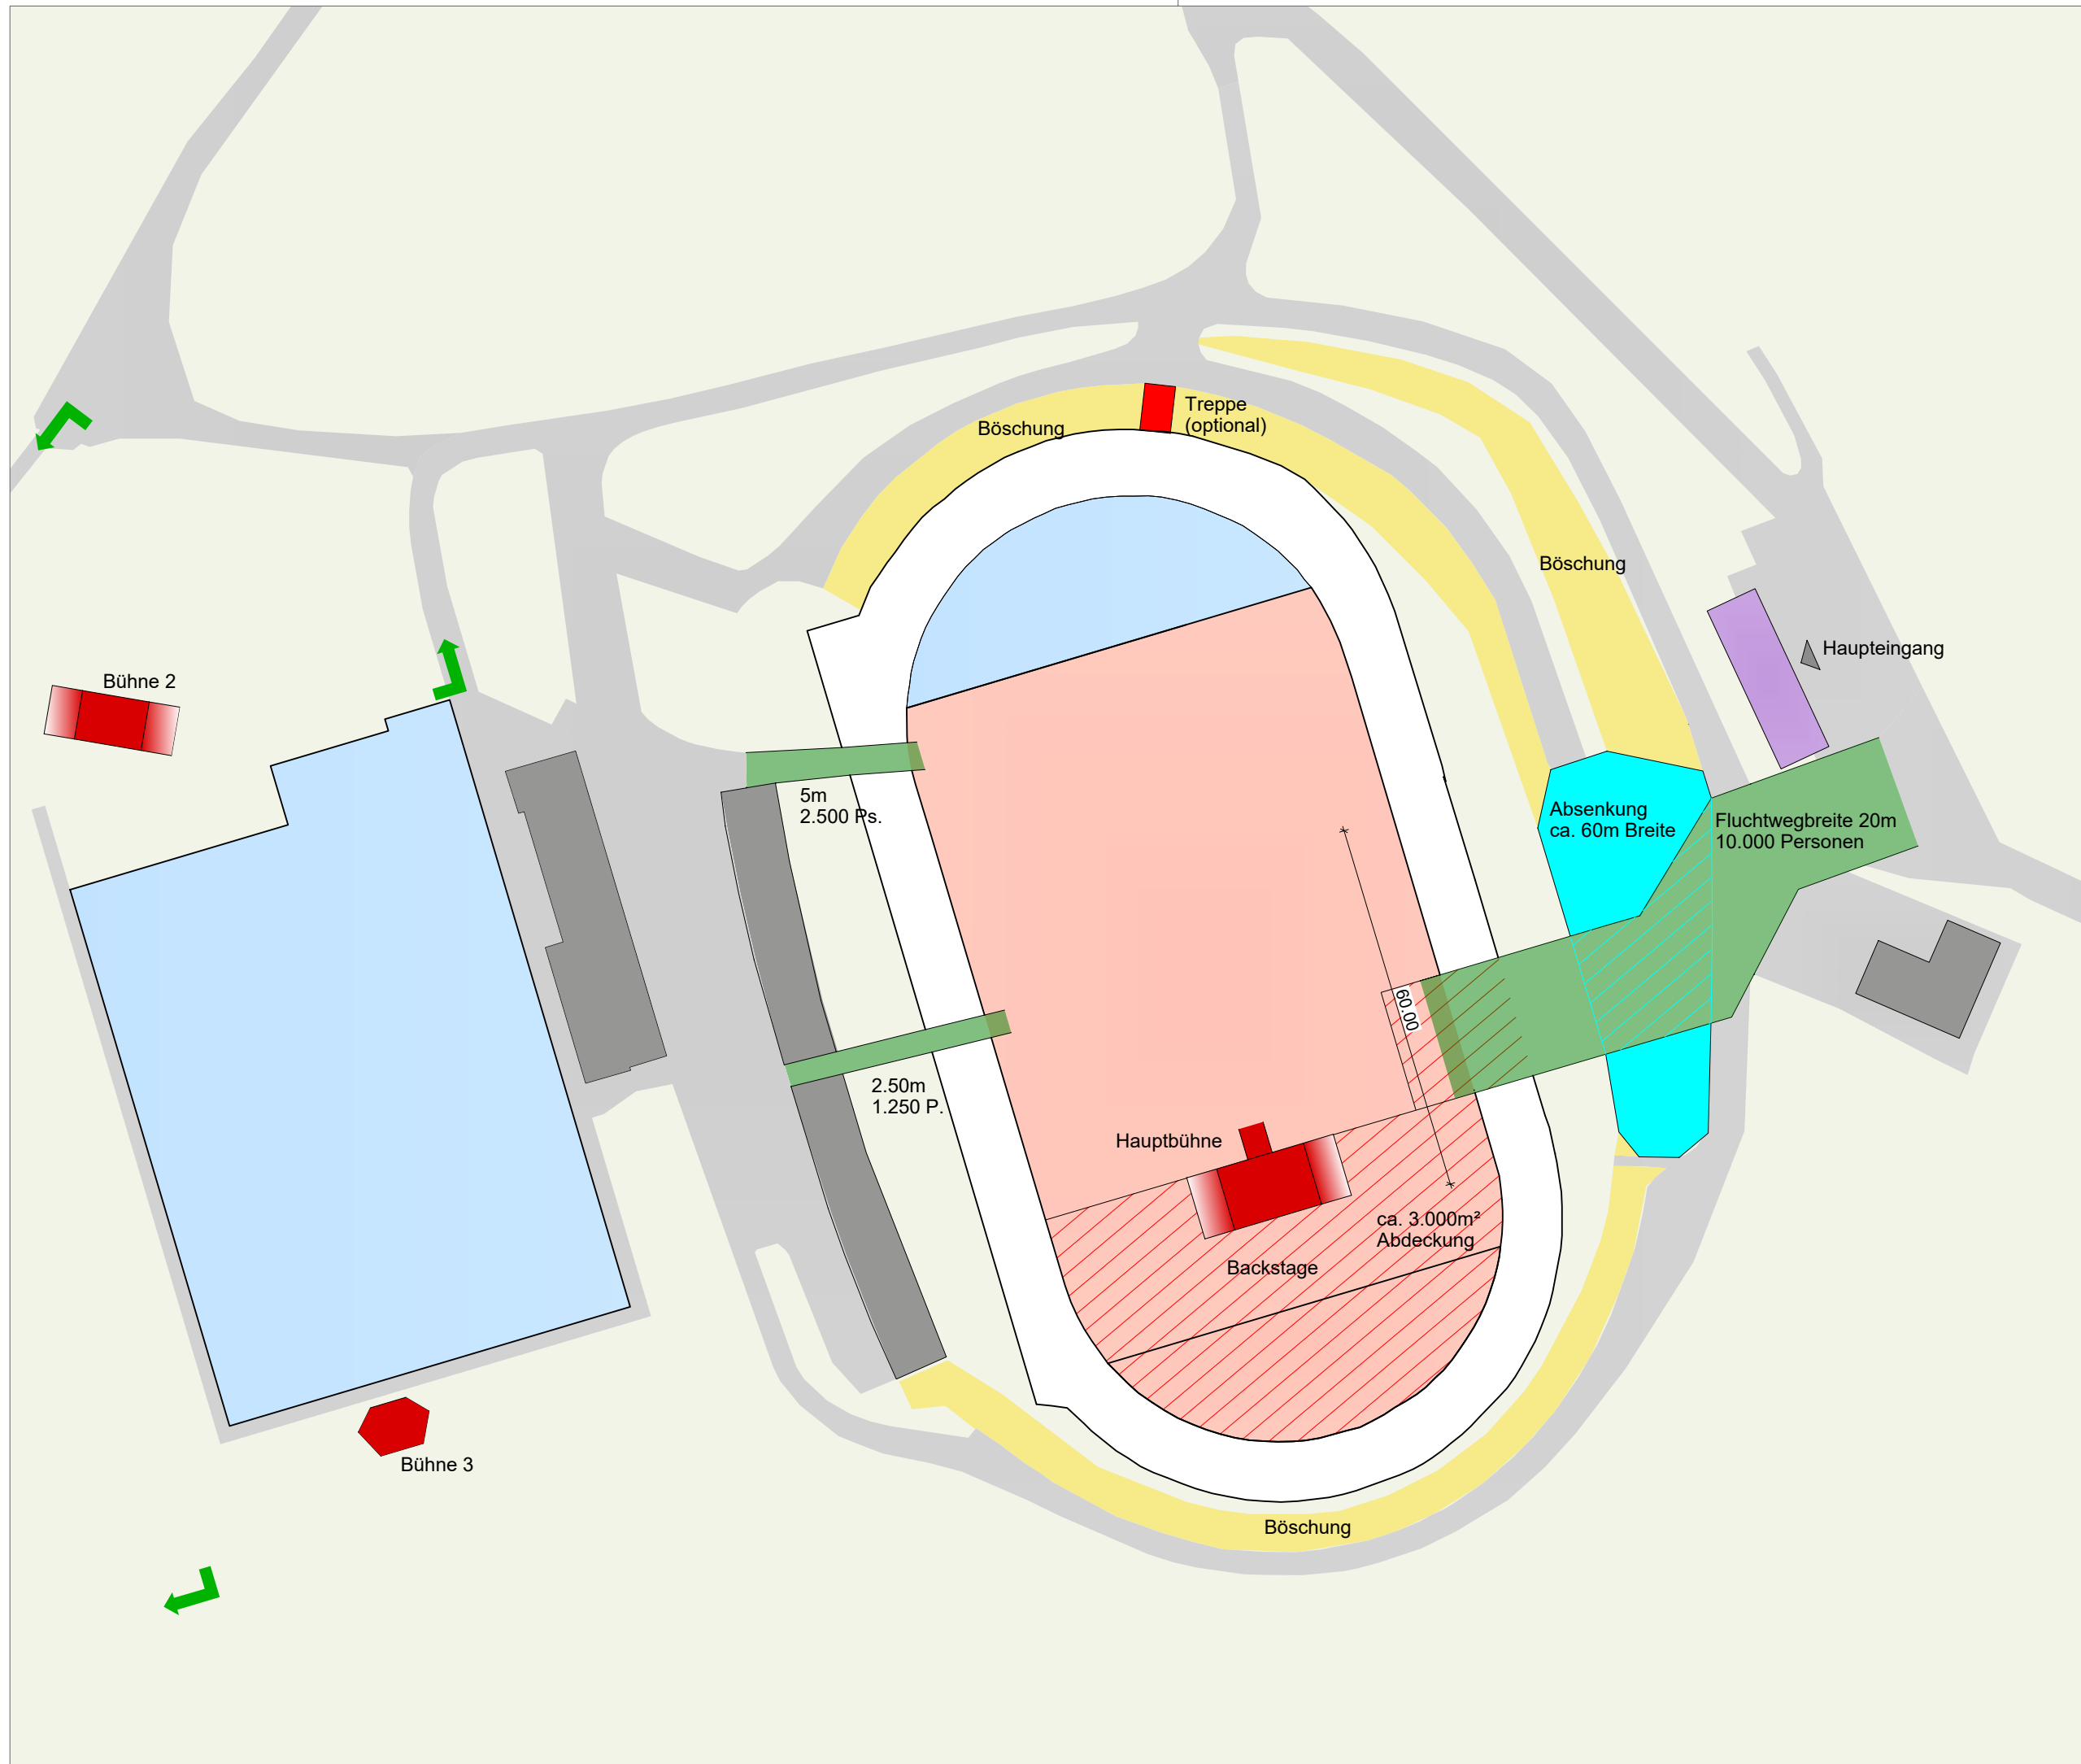 Treppe
(optional)
Böschung
Böschung
Haupteingang
Bühne 2
5m
2.500 Ps.
Absenkung
ca. 60m Breite
Fluchtwegbreite 20m
10.000 Personen
60.00
2.50m
1.250 P.
Hauptbühne
ca. 3.000m²
Abdeckung
Backstage
Bühne 3
Böschung